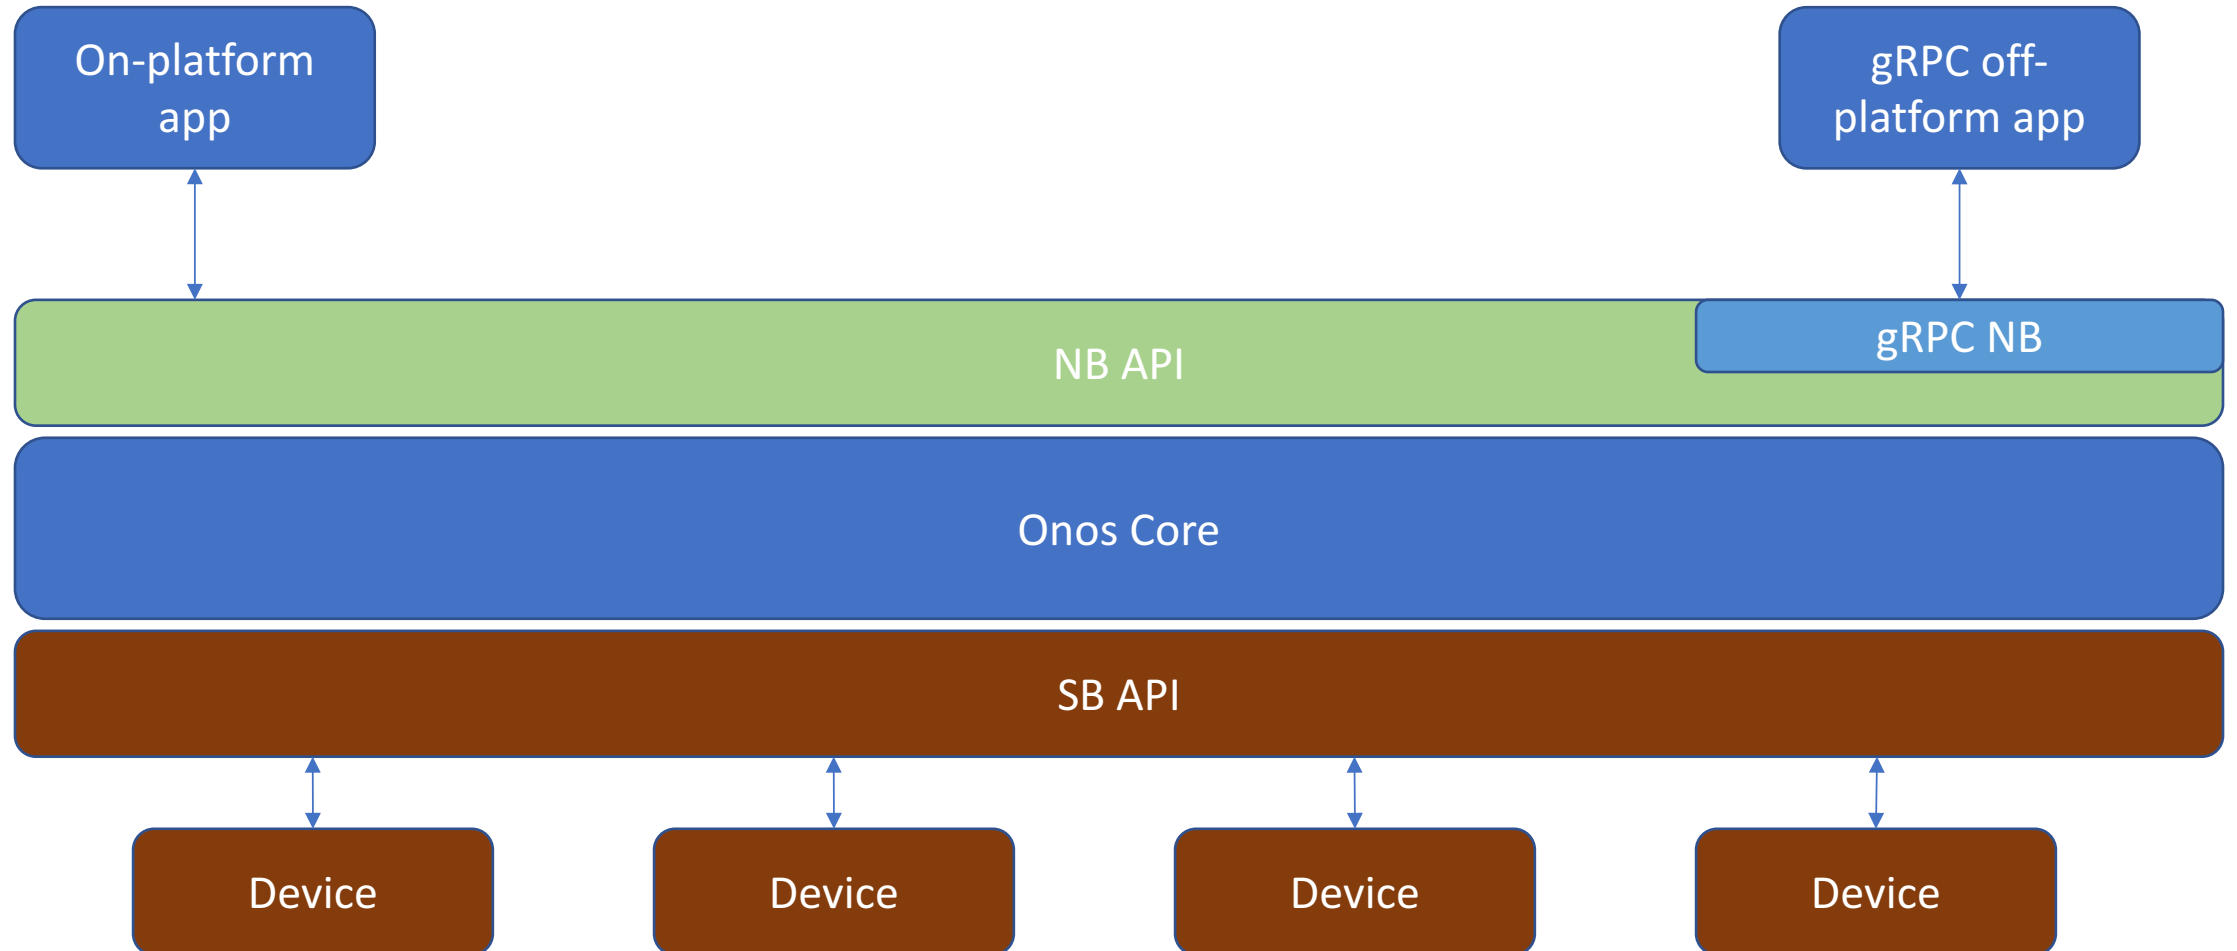 On-platform
app
gRPC off-
platform app
gRPC NB
NB API
Onos Core
SB API
Device
Device
Device
Device